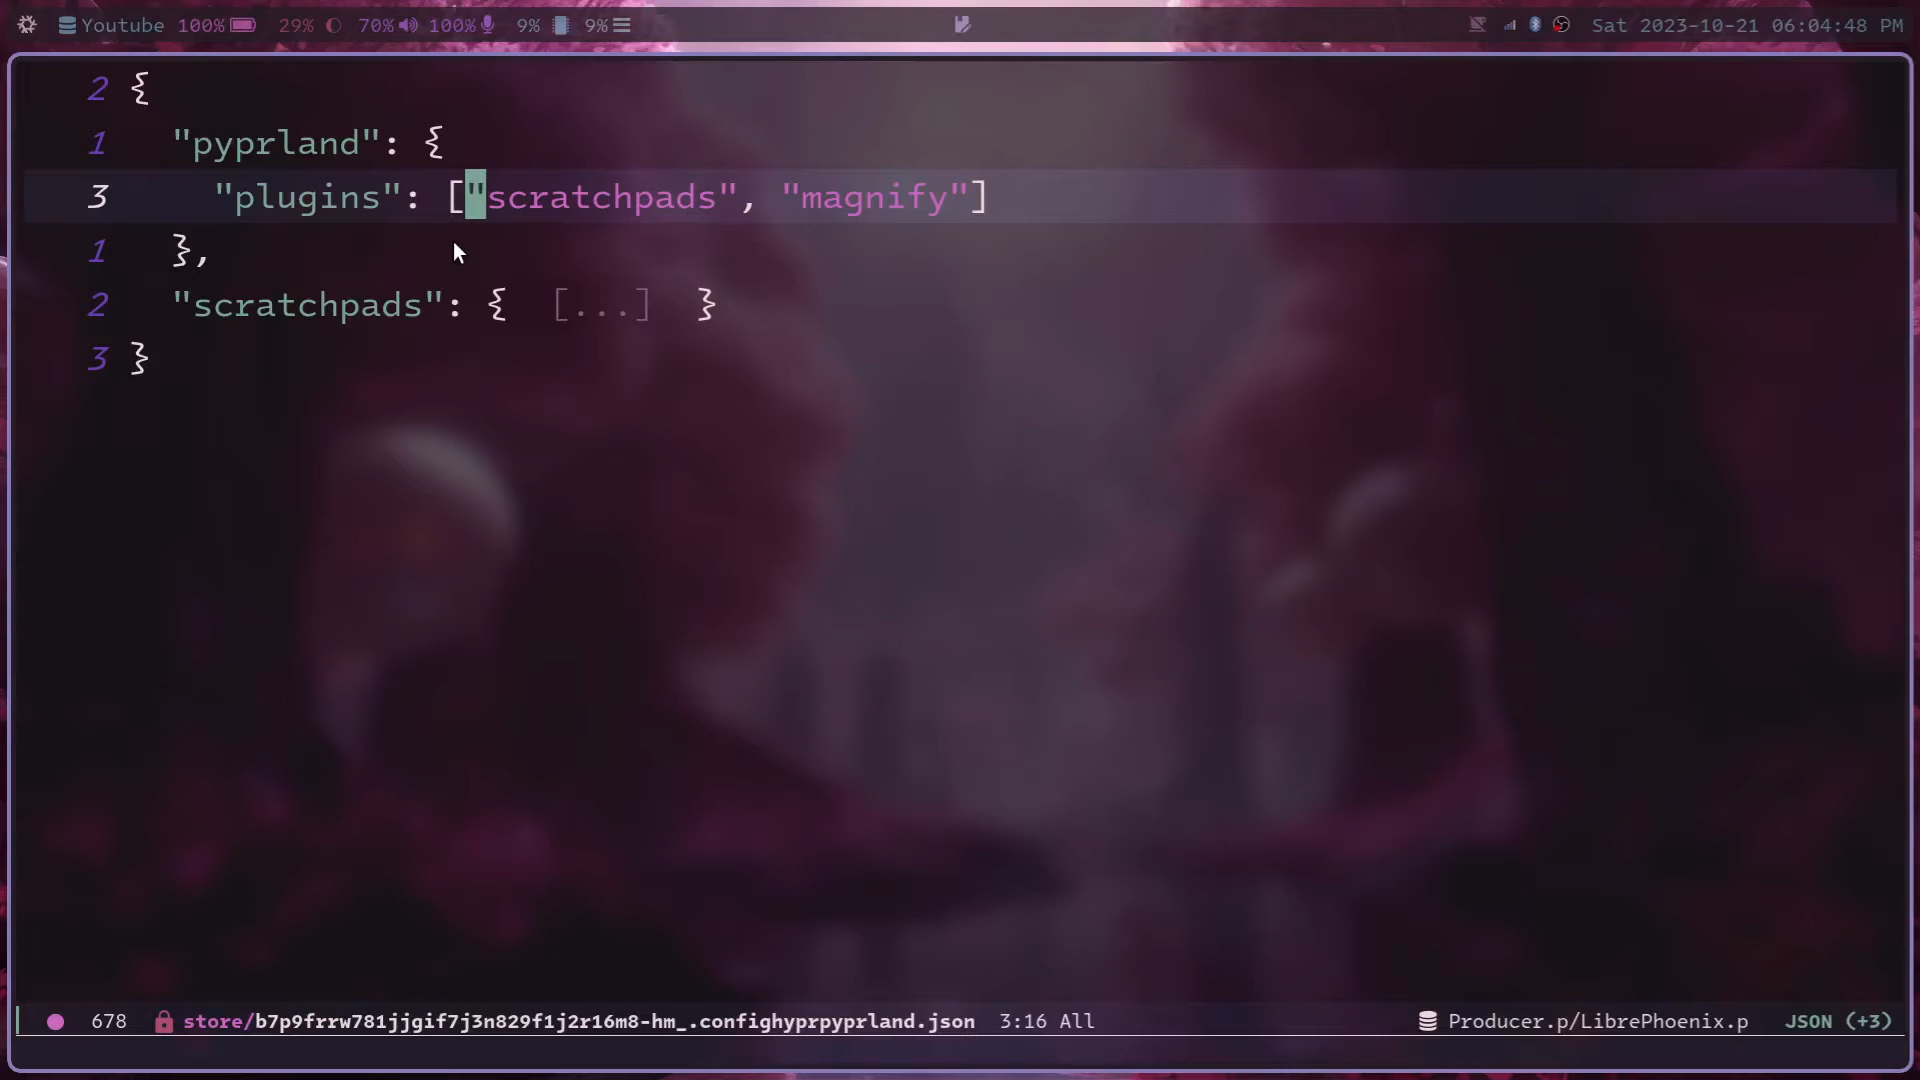 Youtube 100% 29% 70% 100% 9% 9% Sat 2023-10-21 06:04:48 PM
2 {
1 "pyprland": {
3 "plugins": ["scratchpads", "magnify"]
1 },
2 "scratchpads": { [...] }
3 }
678 store/b7p9frrw781jjgif7j3n829f1j2r16m8-hm_.confighyprpyprland.json 3:16 All Producer.p/LibrePhoenix.p JSON (+3)